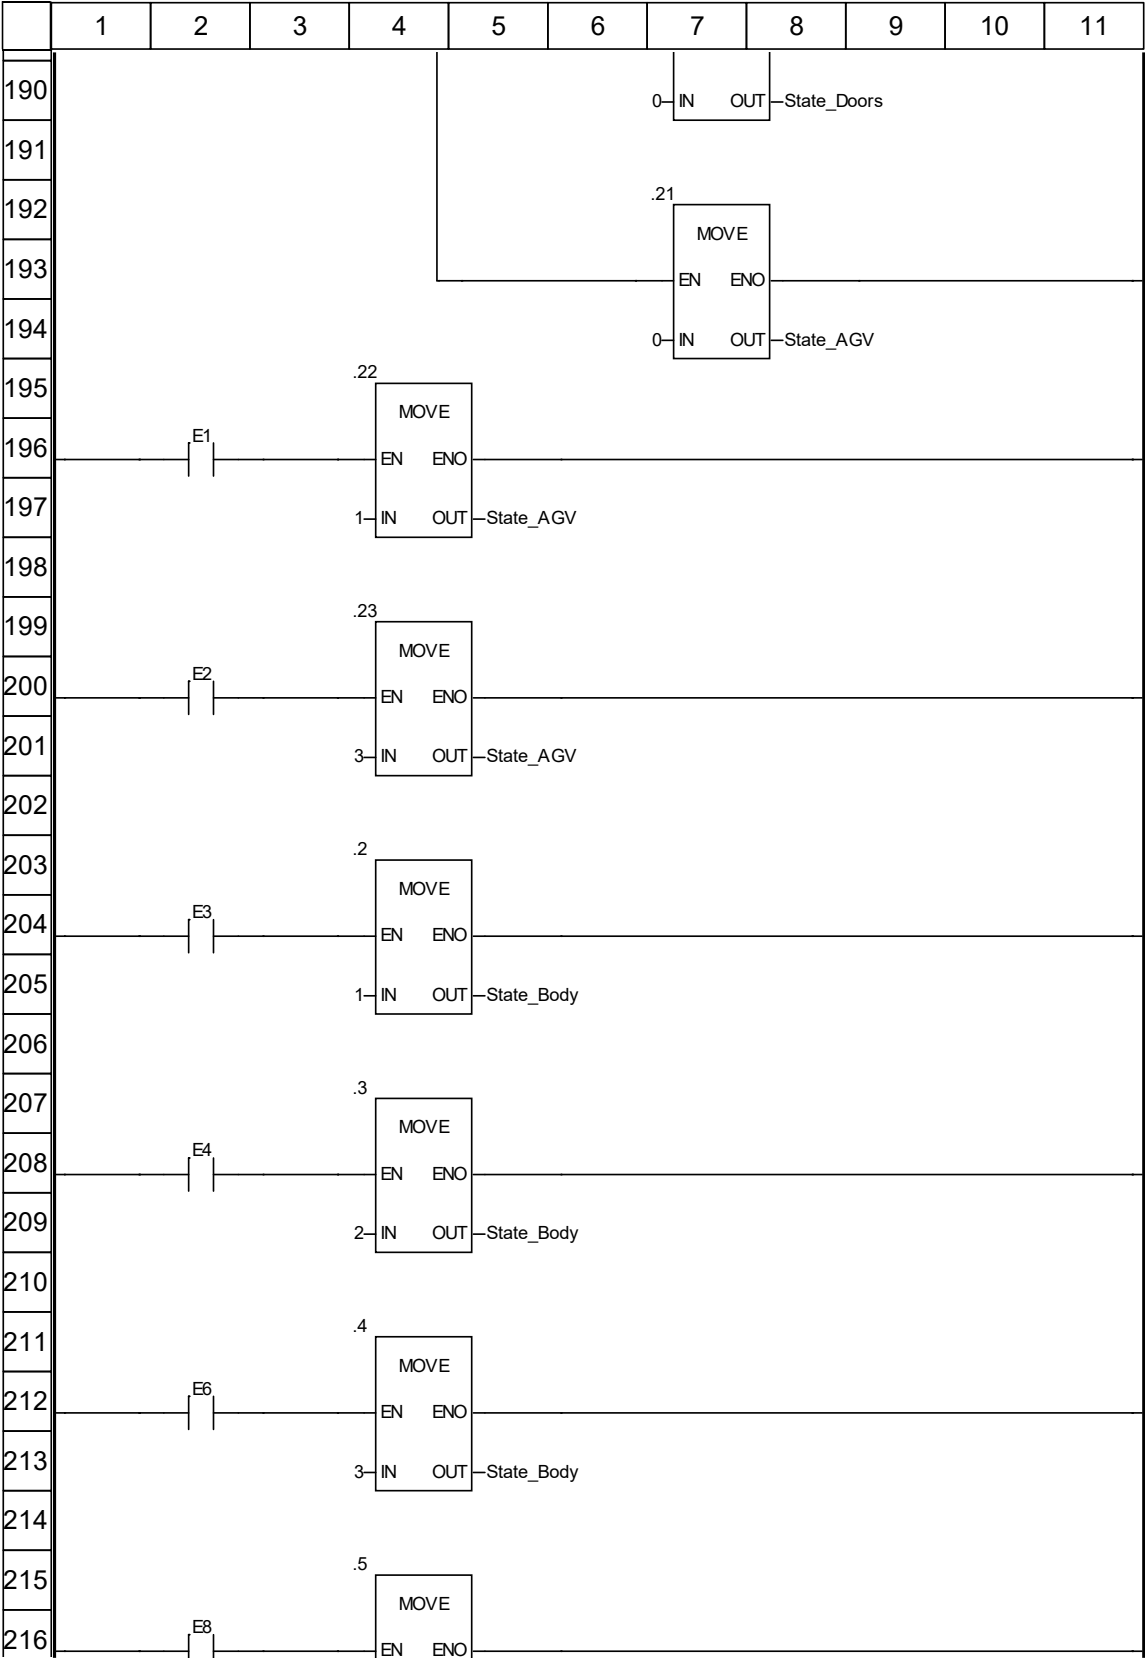 1 2 3 4 5 6 7 8 9 10 11
190
0 IN OUT State_Doors
191
192 .21
MOVE
193
EN ENO
194
0 IN OUT State_AGV
195 .22
MOVE
196 E1
EN ENO
197
1 IN OUT State_AGV
198
199 .23
MOVE
200 E2
EN ENO
201
3 IN OUT State_AGV
202
203 .2
MOVE
204 E3
EN ENO
205
1 IN OUT State_Body
206
207 .3
MOVE
208 E4
EN ENO
209
2 IN OUT State_Body
210
211 .4
MOVE
212 E6
EN ENO
213
3 IN OUT State_Body
214
215 .5
MOVE
216 E8
EN ENO